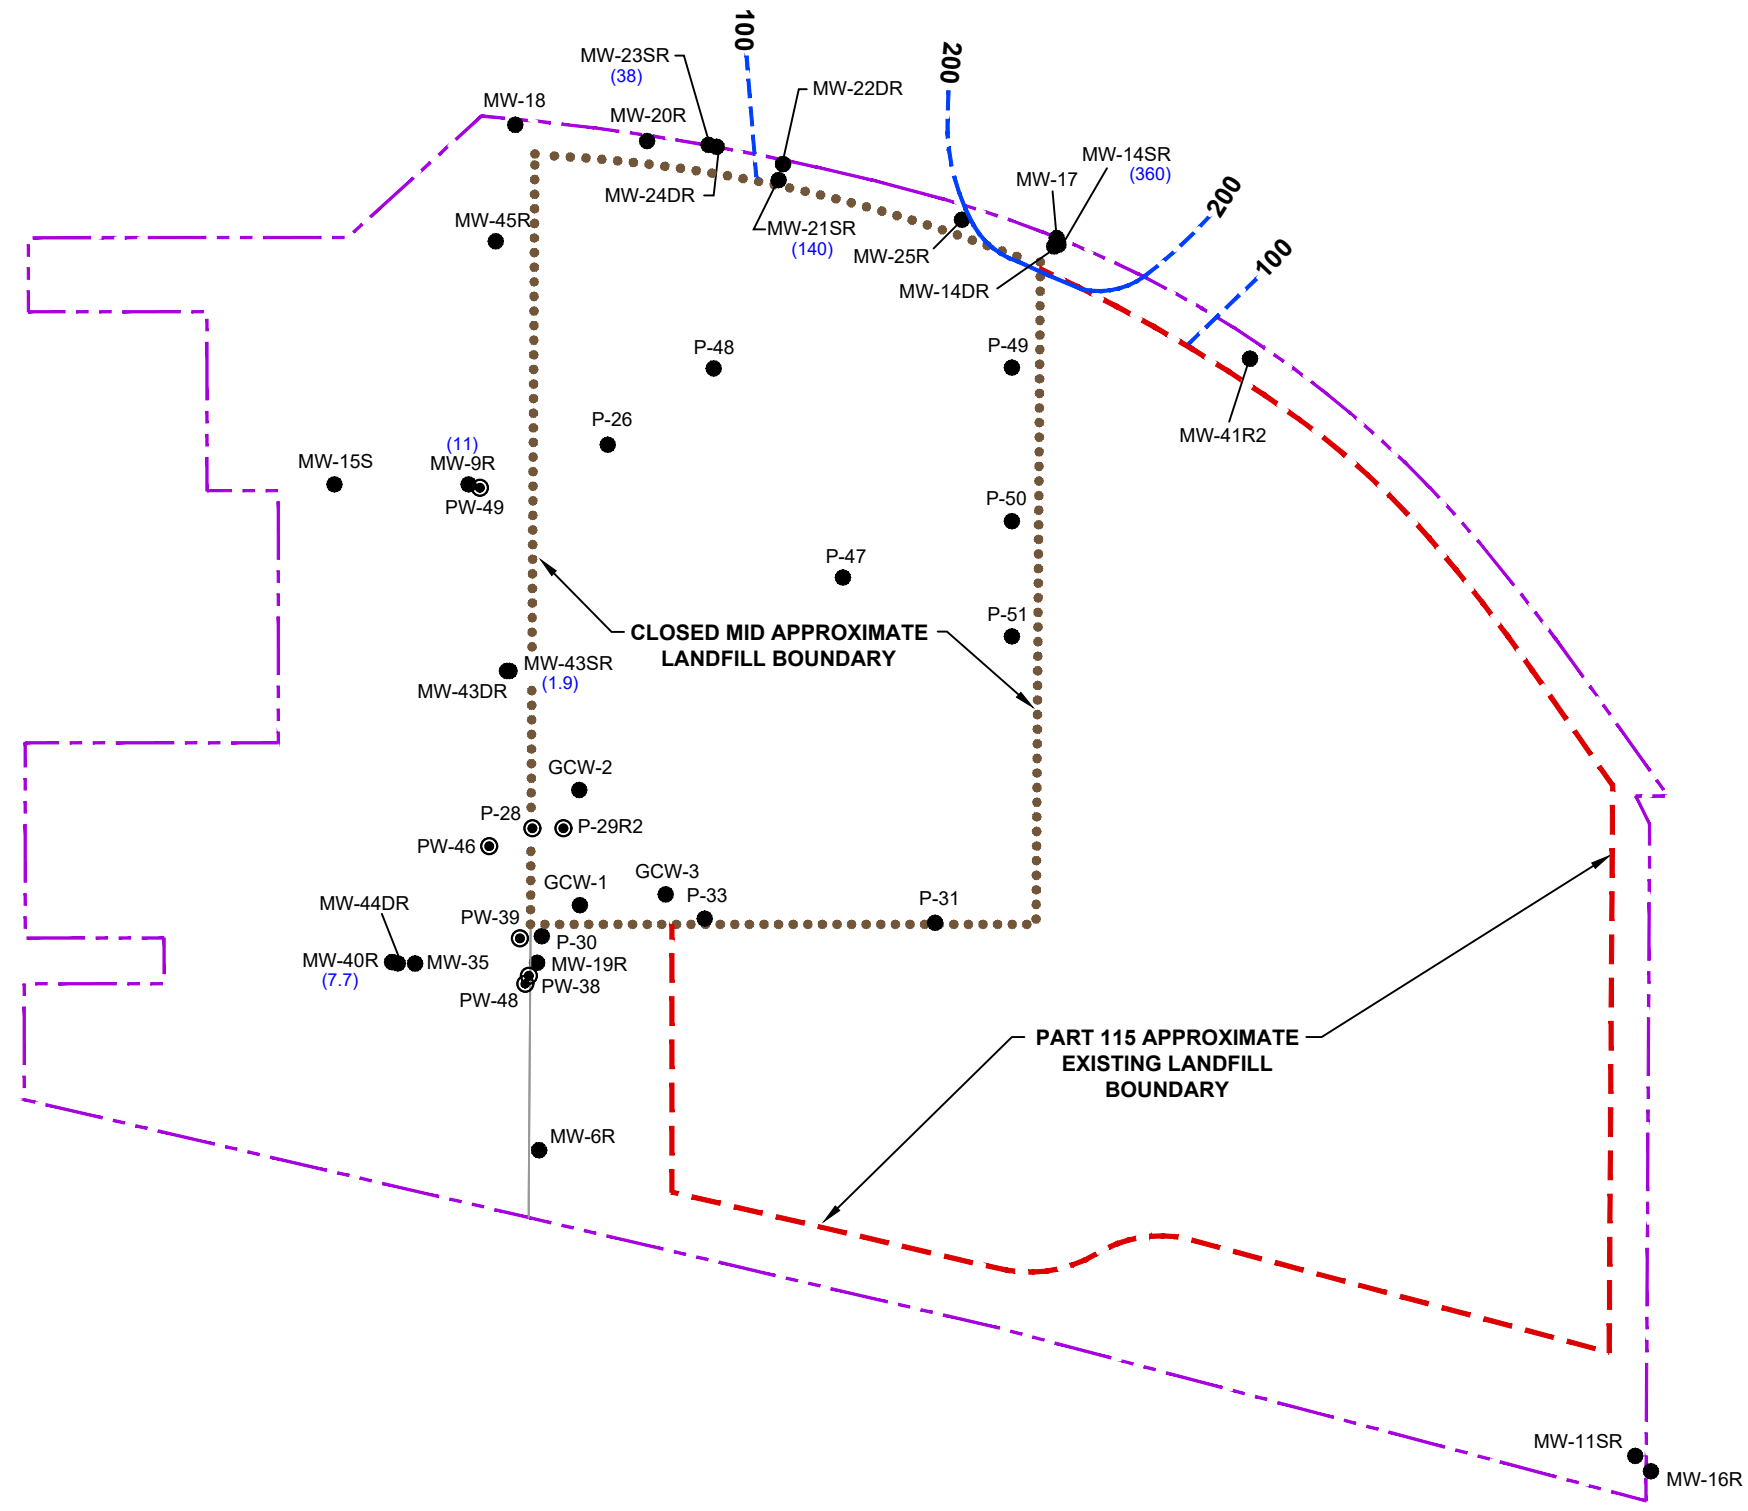 100
200
MW-23SR
(38)
MW-22DR
MW-18
MW-20R
MW-14SR
(360)
MW-17
200
MW-24DR
MW-45R
MW-21SR
(140)
MW-25R
100
MW-14DR
P-48
P-49
P-26
MW-41R2
(11)
MW-9R
MW-15S
PW-49
P-50
P-47
P-51
CLOSED MID APPROXIMATE
LANDFILL BOUNDARY
MW-43SR
(1.9)
MW-43DR
GCW-2
P-28
P-29R2
PW-46
GCW-3
GCW-1
P-33
P-31
MW-44DR
PW-39
P-30
MW-40R
(7.7)
MW-35
MW-19R
PW-38
PW-48
PART 115 APPROXIMATE
EXISTING LANDFILL
BOUNDARY
MW-6R
MW-11SR
MW-16R